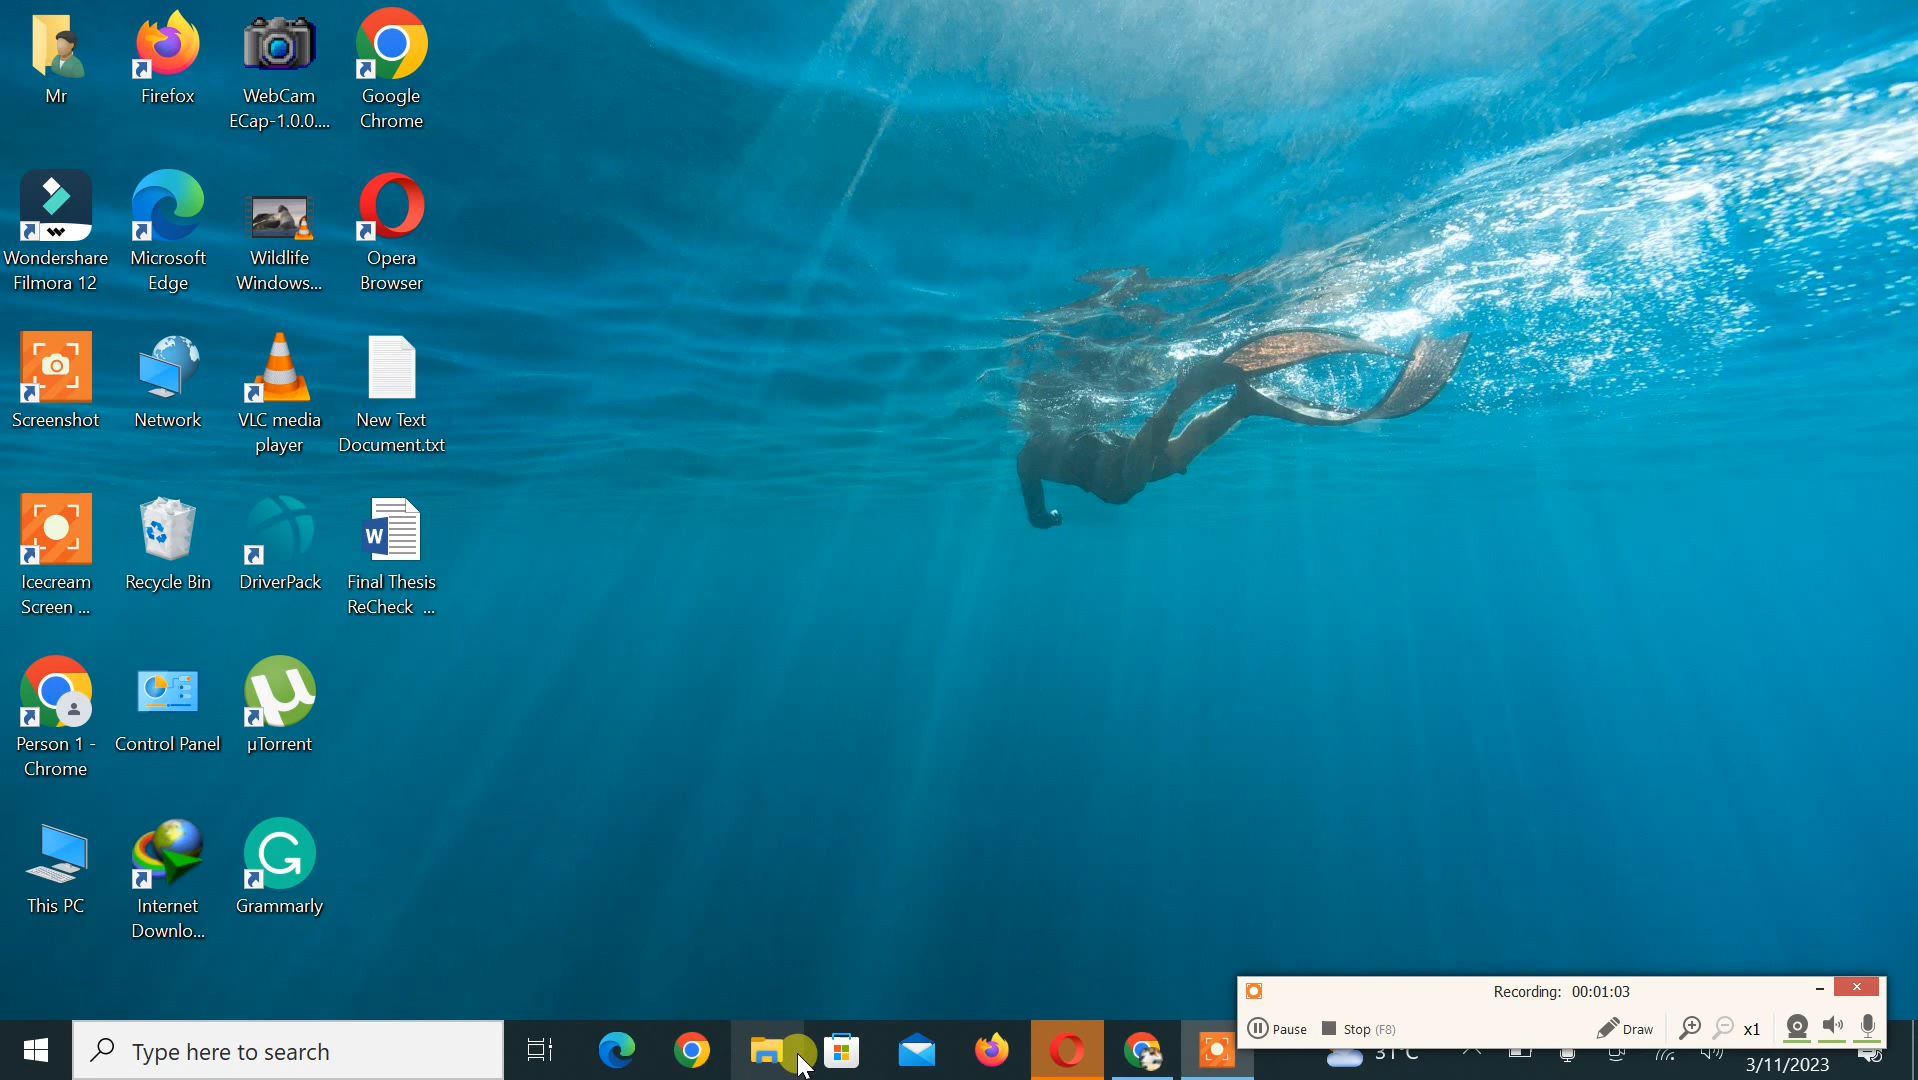 Mr
Firefox
WebCam
ECap-1.0.0....
Google
Chrome
Wondershare
Filmora 12
Microsoft
Edge
Wildlife
Windows...
Opera
Browser
Screenshot
Network
VLC media
player
New Text
Document.txt
Icecream
Screen ...
Recycle Bin
DriverPack
Final Thesis
ReCheck ...
Person 1 -
Chrome
Control Panel
µTorrent
This PC
Internet
Downlo...
Grammarly
Recording: 00:01:03
Pause
Stop (F8)
Draw
x1
Type here to search
31°C
3/11/2023